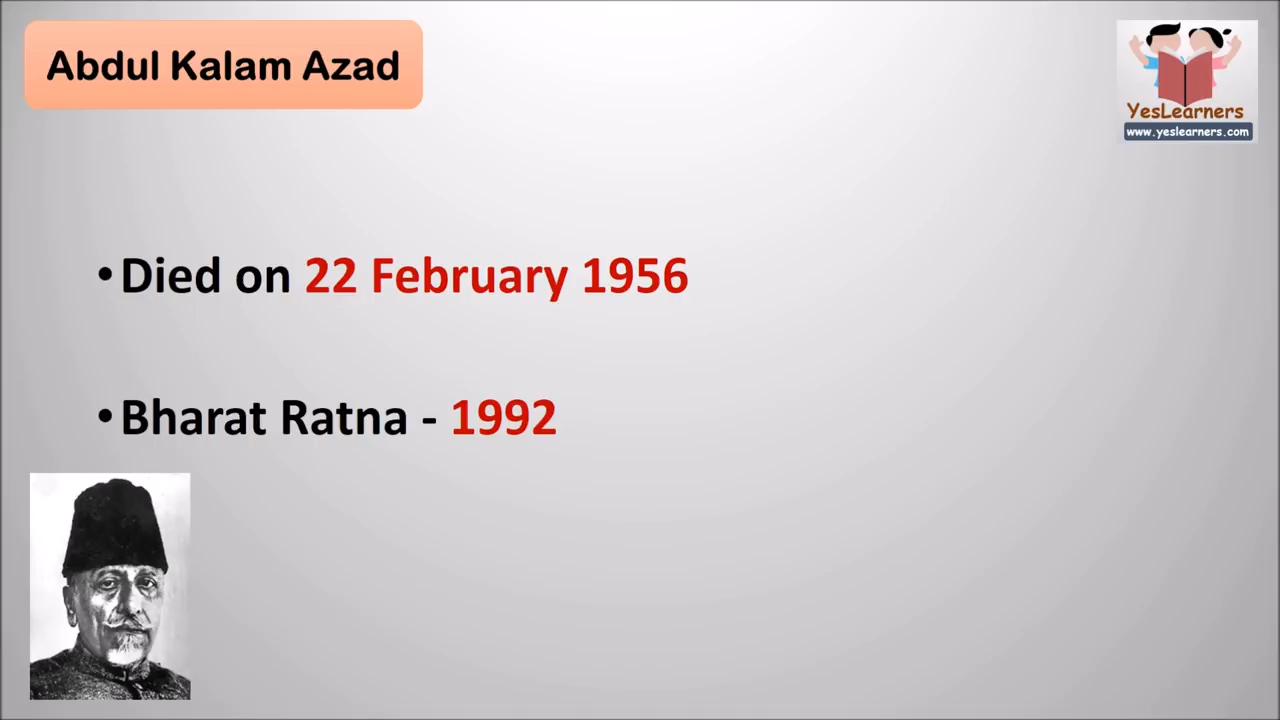 Abdul Kalam Azad
YesLearners
www.yeslearners.com
•Died on 22 February 1956
•Bharat Ratna - 1992